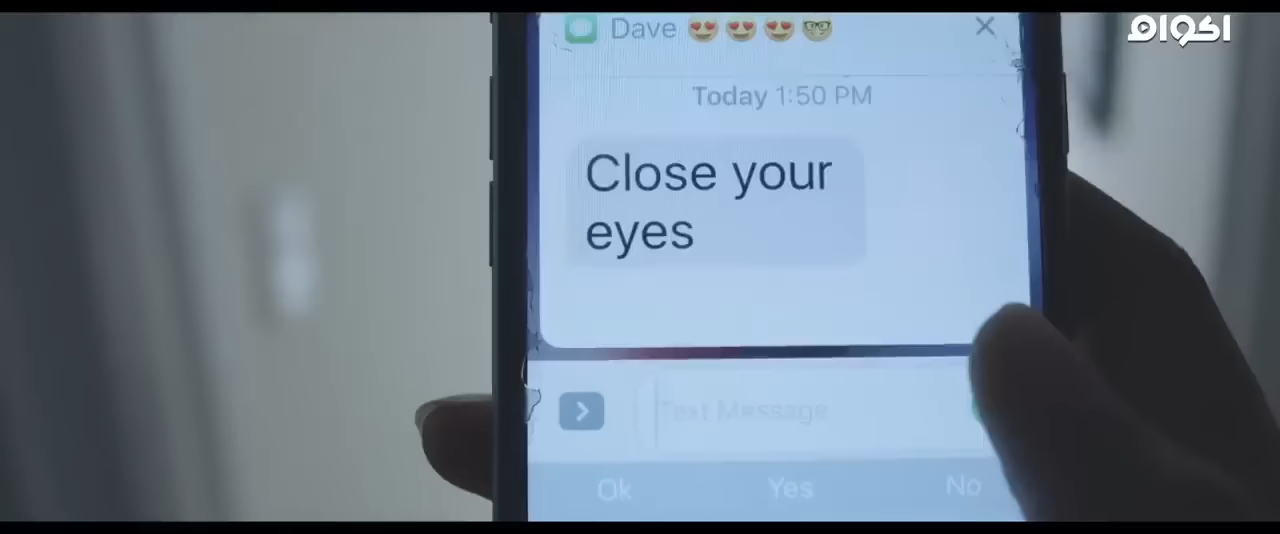 اكوام
Dave 😍 😍 😍 🤓
Today 1:50 PM
Close your
eyes
Text Message
Ok Yes No